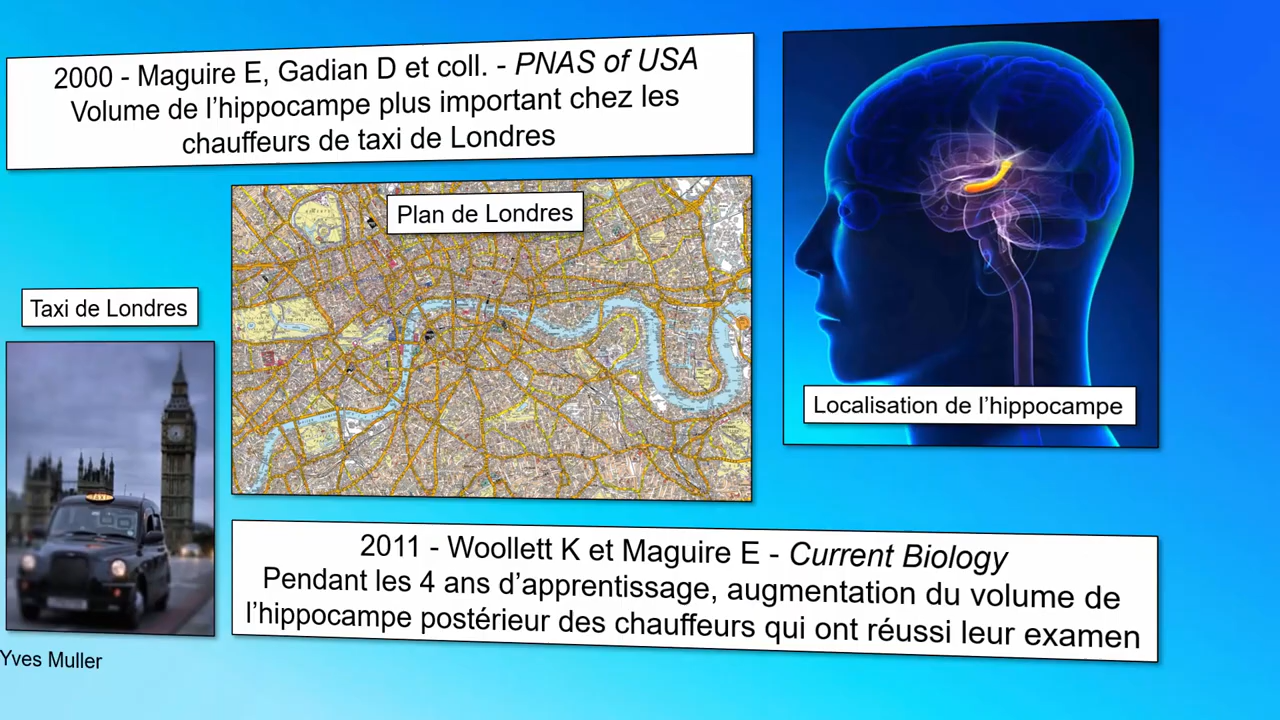 2000 - Maguire E, Gadian D et coll. - PNAS of USA
Volume de l’hippocampe plus important chez les
chauffeurs de taxi de Londres
Plan de Londres
Taxi de Londres
TAXI
Localisation de l’hippocampe
2011 - Woollett K et Maguire E - Current Biology
Pendant les 4 ans d’apprentissage, augmentation du volume de
l’hippocampe postérieur des chauffeurs qui ont réussi leur examen
Yves Muller